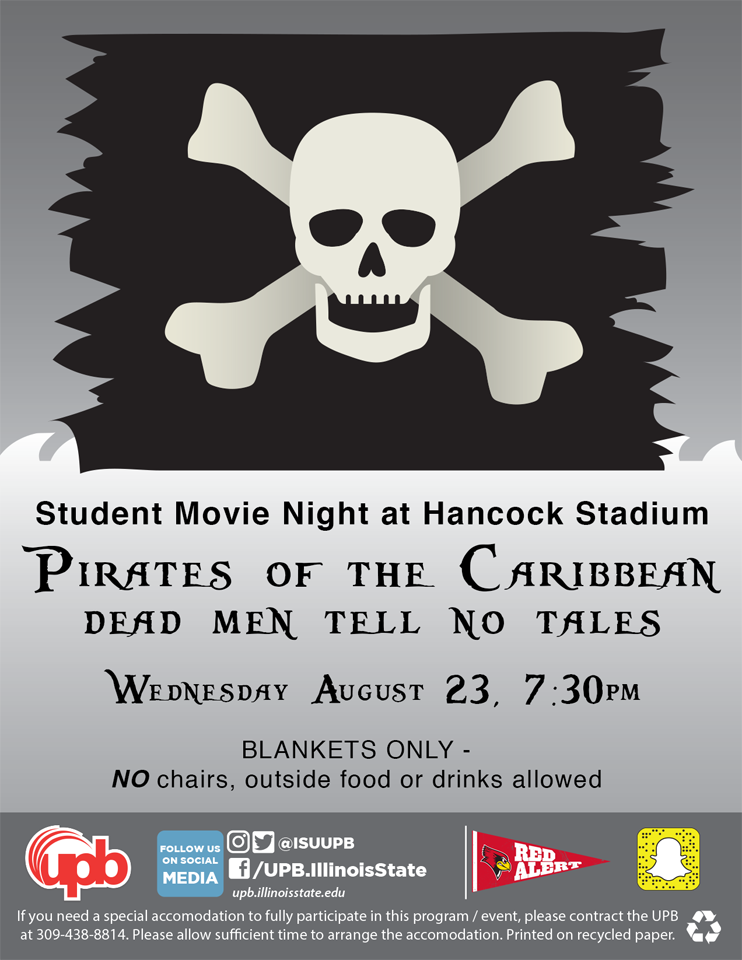 Student Movie Night at Hancock Stadium
Pirates of the Caribbean
dead men tell no tales
Wednesday August 23, 7:30pm
BLANKETS ONLY -
NO chairs, outside food or drinks allowed
upb
FOLLOW US
ON SOCIAL
MEDIA
@ISUUPB
/UPB.IllinoisState
upb.illinoisstate.edu
RED
ALERT
If you need a special accomodation to fully participate in this program / event, please contract the UPB
at 309-438-8814. Please allow sufficient time to arrange the accomodation. Printed on recycled paper.